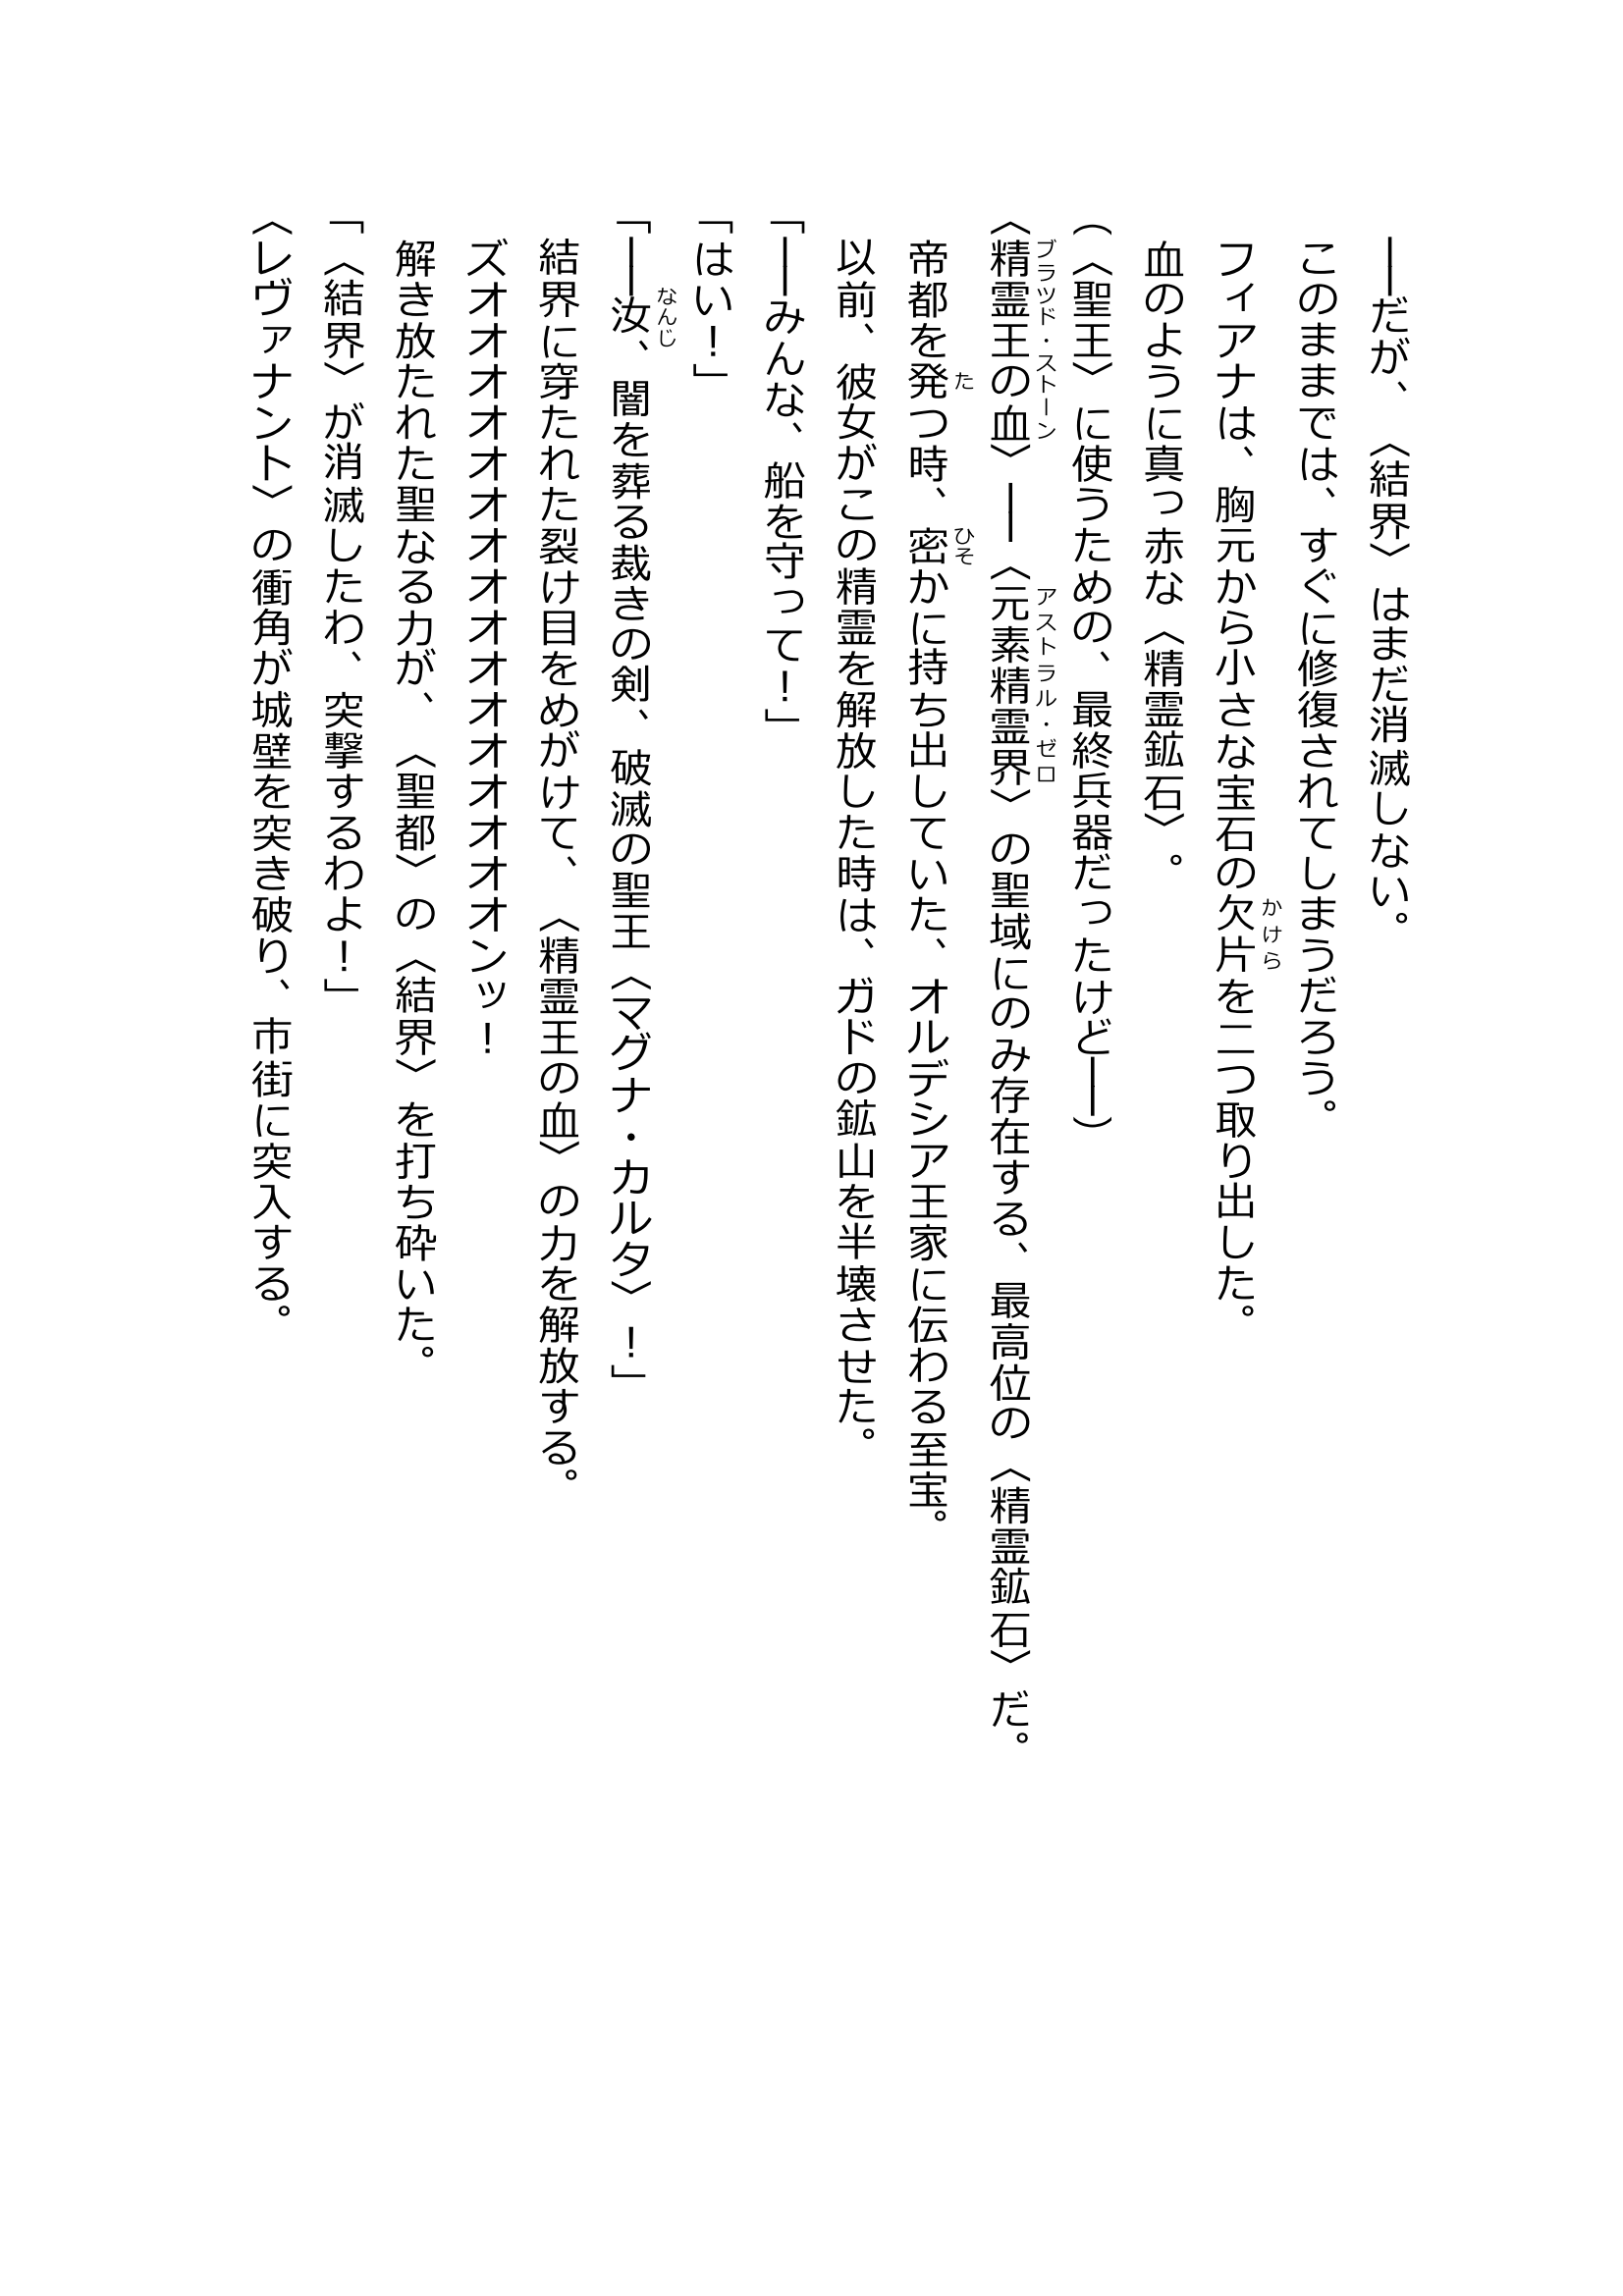 ――だが、〈結界〉はまだ消滅しない。
このままでは、すぐに修復されてしまうだろう。
フィアナは、胸元から小さな宝石の欠片を二つ取り出した。
かけら
血のように真っ赤な〈精霊鉱石〉。
（〈聖王〉に使うための、最終兵器だったけど――）
〈精霊王の血〉――〈元素精霊界〉の聖域にのみ存在する、最高位の〈精霊鉱石〉だ。
ブラッド・ストーン
アストラル・ゼロ
帝都を発つ時、密かに持ち出していた、オルデシア王家に伝わる至宝。
た
ひそ
以前、彼女がこの精霊を解放した時は、ガドの鉱山を半壊させた。
「――みんな、船を守って！」
「はい！」
「――汝、闇を葬る裁きの剣、破滅の聖王〈マグナ・カルタ〉！」
なんじ
結界に穿たれた裂け目をめがけて、〈精霊王の血〉の力を解放する。
ズオオオオオオオオオオオオオオオオンッ！
解き放たれた聖なる力が、〈聖都〉の〈結界〉を打ち砕いた。
「〈結界〉が消滅したわ、突撃するわよ！」
〈レヴァナント〉の衝角が城壁を突き破り、市街に突入する。